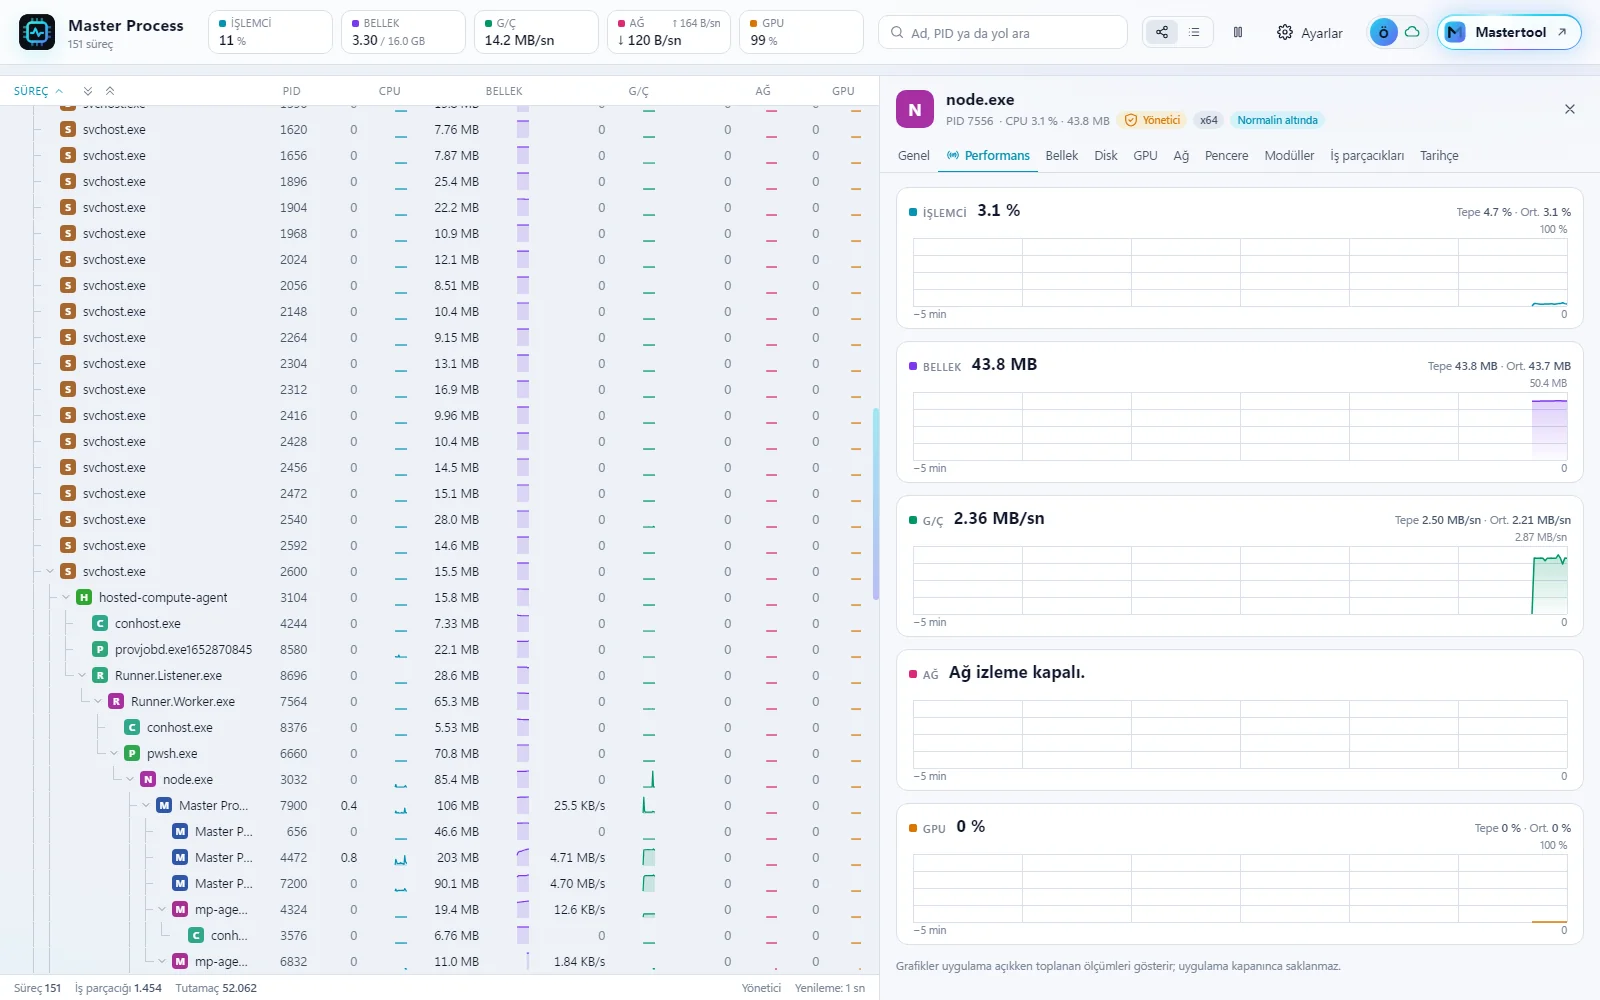 Master Process
151 süreç
İŞLEMCİ
11 %
BELLEK
3.30 / 16.0 GB
G/Ç
14.2 MB/sn
AĞ ↑ 164 B/sn
↓ 120 B/sn
GPU
99 %
Ad, PID ya da yol ara
Ayarlar
Ö
Mastertool
SÜREÇ PID CPU BELLEK G/Ç AĞ GPU
S svchost.exe 1620 0 7.76 MB 0 0 0
S svchost.exe 1656 0 7.87 MB 0 0 0
S svchost.exe 1896 0 25.4 MB 0 0 0
S svchost.exe 1904 0 22.2 MB 0 0 0
S svchost.exe 1968 0 10.9 MB 0 0 0
S svchost.exe 2024 0 12.1 MB 0 0 0
S svchost.exe 2056 0 8.51 MB 0 0 0
S svchost.exe 2148 0 10.4 MB 0 0 0
S svchost.exe 2264 0 9.15 MB 0 0 0
S svchost.exe 2304 0 13.1 MB 0 0 0
S svchost.exe 2312 0 16.9 MB 0 0 0
S svchost.exe 2416 0 9.96 MB 0 0 0
S svchost.exe 2428 0 10.4 MB 0 0 0
S svchost.exe 2456 0 14.5 MB 0 0 0
S svchost.exe 2472 0 15.1 MB 0 0 0
S svchost.exe 2540 0 28.0 MB 0 0 0
S svchost.exe 2592 0 14.6 MB 0 0 0
S svchost.exe 2600 0 15.5 MB 0 0 0
H hosted-compute-agent 3104 0 15.8 MB 0 0 0
C conhost.exe 4244 0 7.33 MB 0 0 0
P provjobd.exe1652870845 8580 0 22.1 MB 0 0 0
R Runner.Listener.exe 8696 0 28.6 MB 0 0 0
R Runner.Worker.exe 7564 0 65.3 MB 0 0 0
C conhost.exe 8376 0 5.53 MB 0 0 0
P pwsh.exe 6660 0 70.8 MB 0 0 0
N node.exe 3032 0 85.4 MB 0 0 0
M Master Pro... 7900 0.4 106 MB 25.5 KB/s 0 0
M Master P... 656 0 46.6 MB 0 0 0
M Master P... 4472 0.8 203 MB 4.71 MB/s 0 0
M Master P... 7200 0 90.1 MB 4.70 MB/s 0 0
M mp-age... 4324 0 19.4 MB 12.6 KB/s 0 0
C conh... 3576 0 6.76 MB 0 0 0
M mp-age... 6832 0 11.0 MB 1.84 KB/s 0 0
Süreç 151 İş parçacığı 1.454 Tutamaç 52.062 Yönetici Yenileme: 1 sn
N
node.exe
PID 7556 · CPU 3.1 % · 43.8 MB Yönetici x64 Normalin altında
Genel Performans Bellek Disk GPU Ağ Pencere Modüller İş parçacıkları Tarihçe
İŞLEMCİ 3.1 % Tepe 4.7 % · Ort. 3.1 %
100 %
−5 min 0
BELLEK 43.8 MB Tepe 43.8 MB · Ort. 43.7 MB
50.4 MB
−5 min 0
G/Ç 2.36 MB/sn Tepe 2.50 MB/sn · Ort. 2.21 MB/sn
2.87 MB/sn
−5 min 0
AĞ Ağ izleme kapalı.
−5 min 0
GPU 0 % Tepe 0 % · Ort. 0 %
100 %
−5 min 0
Grafikler uygulama açıkken toplanan ölçümleri gösterir; uygulama kapanınca saklanmaz.